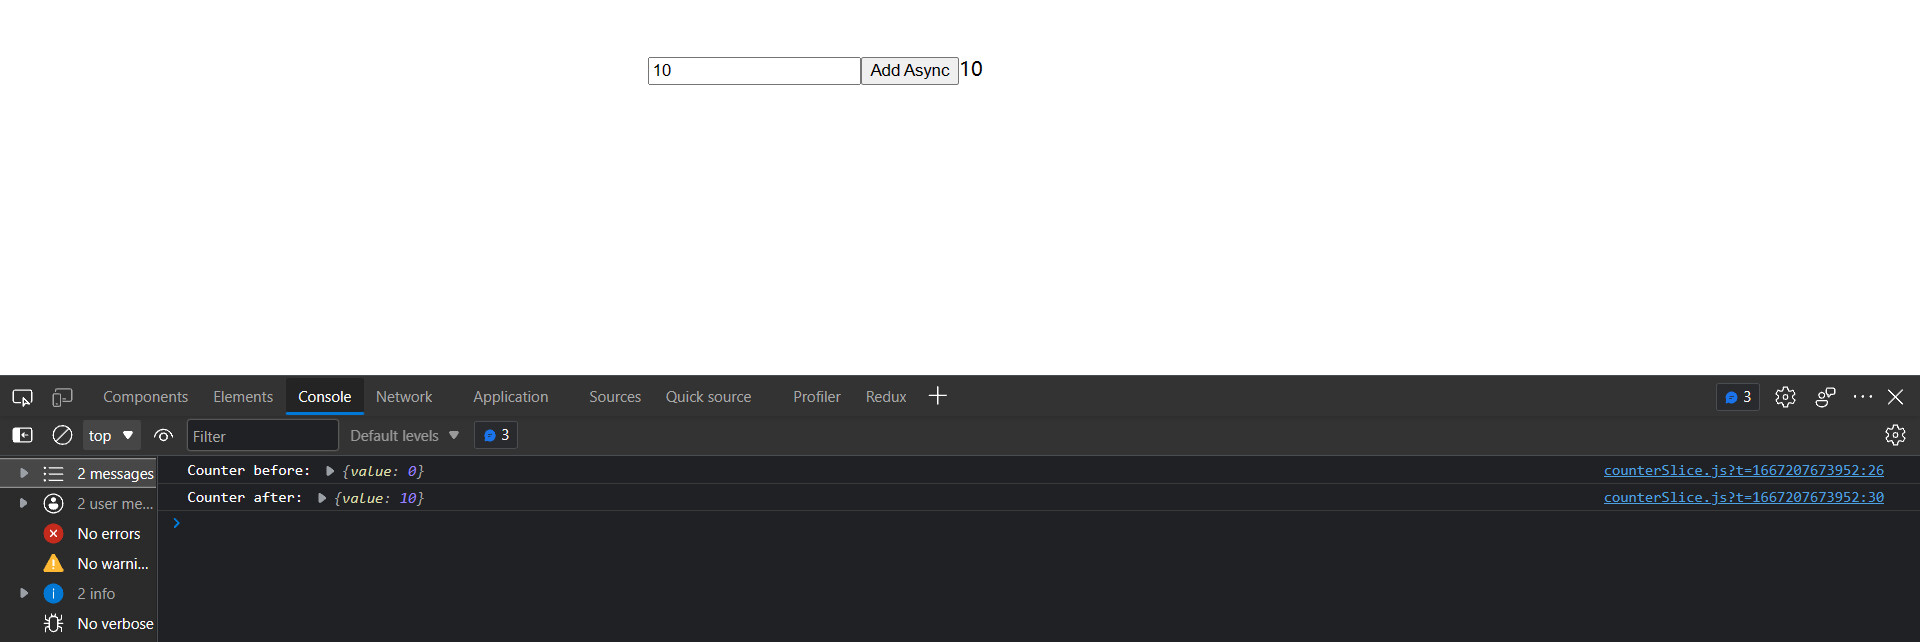 10 Add Async 10
Components Elements Console Network Application Sources Quick source Profiler Redux 3
top Filter Default levels 3
2 messages
2 user me...
No errors
No warni...
2 info
No verbose
Counter before: {value: 0} counterSlice.js?t=1667207673952:26
Counter after: {value: 10} counterSlice.js?t=1667207673952:30